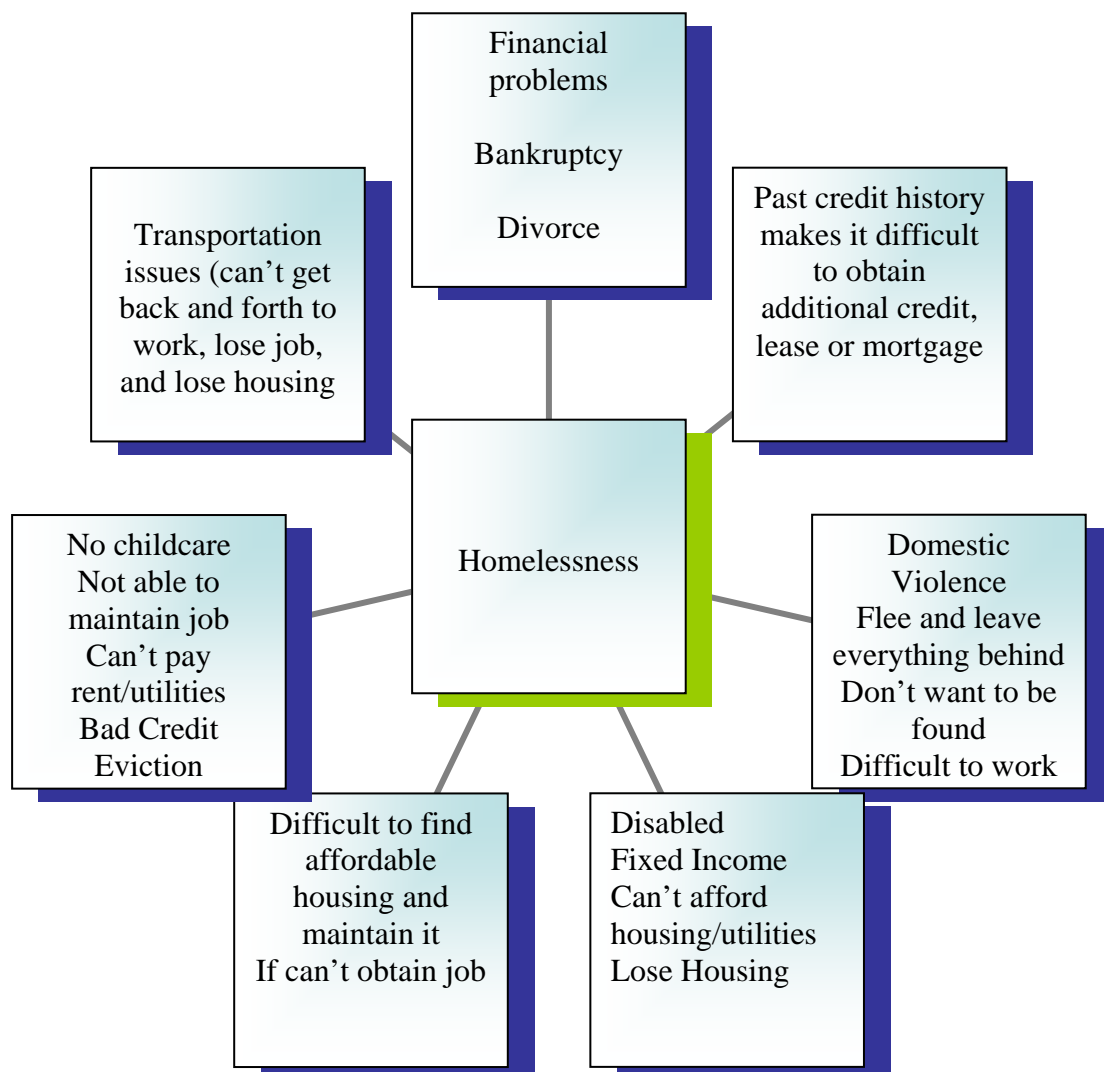 Financial
problems
Bankruptcy
Divorce
Transportation
issues (can’t get
back and forth to
work, lose job,
and lose housing
Past credit history
makes it difficult
to obtain
additional credit,
lease or mortgage
Homelessness
No childcare
Not able to
maintain job
Can’t pay
rent/utilities
Bad Credit
Eviction
Domestic
Violence
Flee and leave
everything behind
Don’t want to be
found
Difficult to work
Difficult to find
affordable
housing and
maintain it
If can’t obtain job
Disabled
Fixed Income
Can’t afford
housing/utilities
Lose Housing